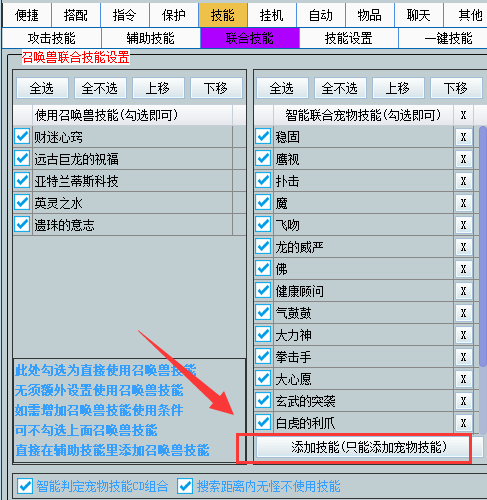 便捷 搭配 指令 保护 技能 挂机 自动 物品 聊天 其他
攻击技能 辅助技能 联合技能 技能设置 一键技能
召唤兽联合技能设置
全选 全不选 上移 下移
使用召唤兽技能(勾选即可)
财迷心窍
远古巨龙的祝福
亚特兰蒂斯科技
英灵之水
遗珠的意志
此处勾选为直接使用召唤兽技能
无须额外设置使用召唤技能
如需增加召唤兽技能使用条件
可不勾选上面召唤兽技能
直接在辅助技能里添加召唤兽技能
全选 全不选 上移 下移
智能联合宠物技能(勾选即可) X
稳固 X
鹰视 X
扑击 X
魔 X
飞吻 X
龙的威严 X
佛 X
健康顾问 X
气鼓鼓 X
大力神 X
拳击手 X
大心愿 X
玄武的突袭 X
白虎的利爪 X
添加技能(只能添加宠物技能)
智能判定宠物技能CD组合 搜索距离内无怪不使用技能